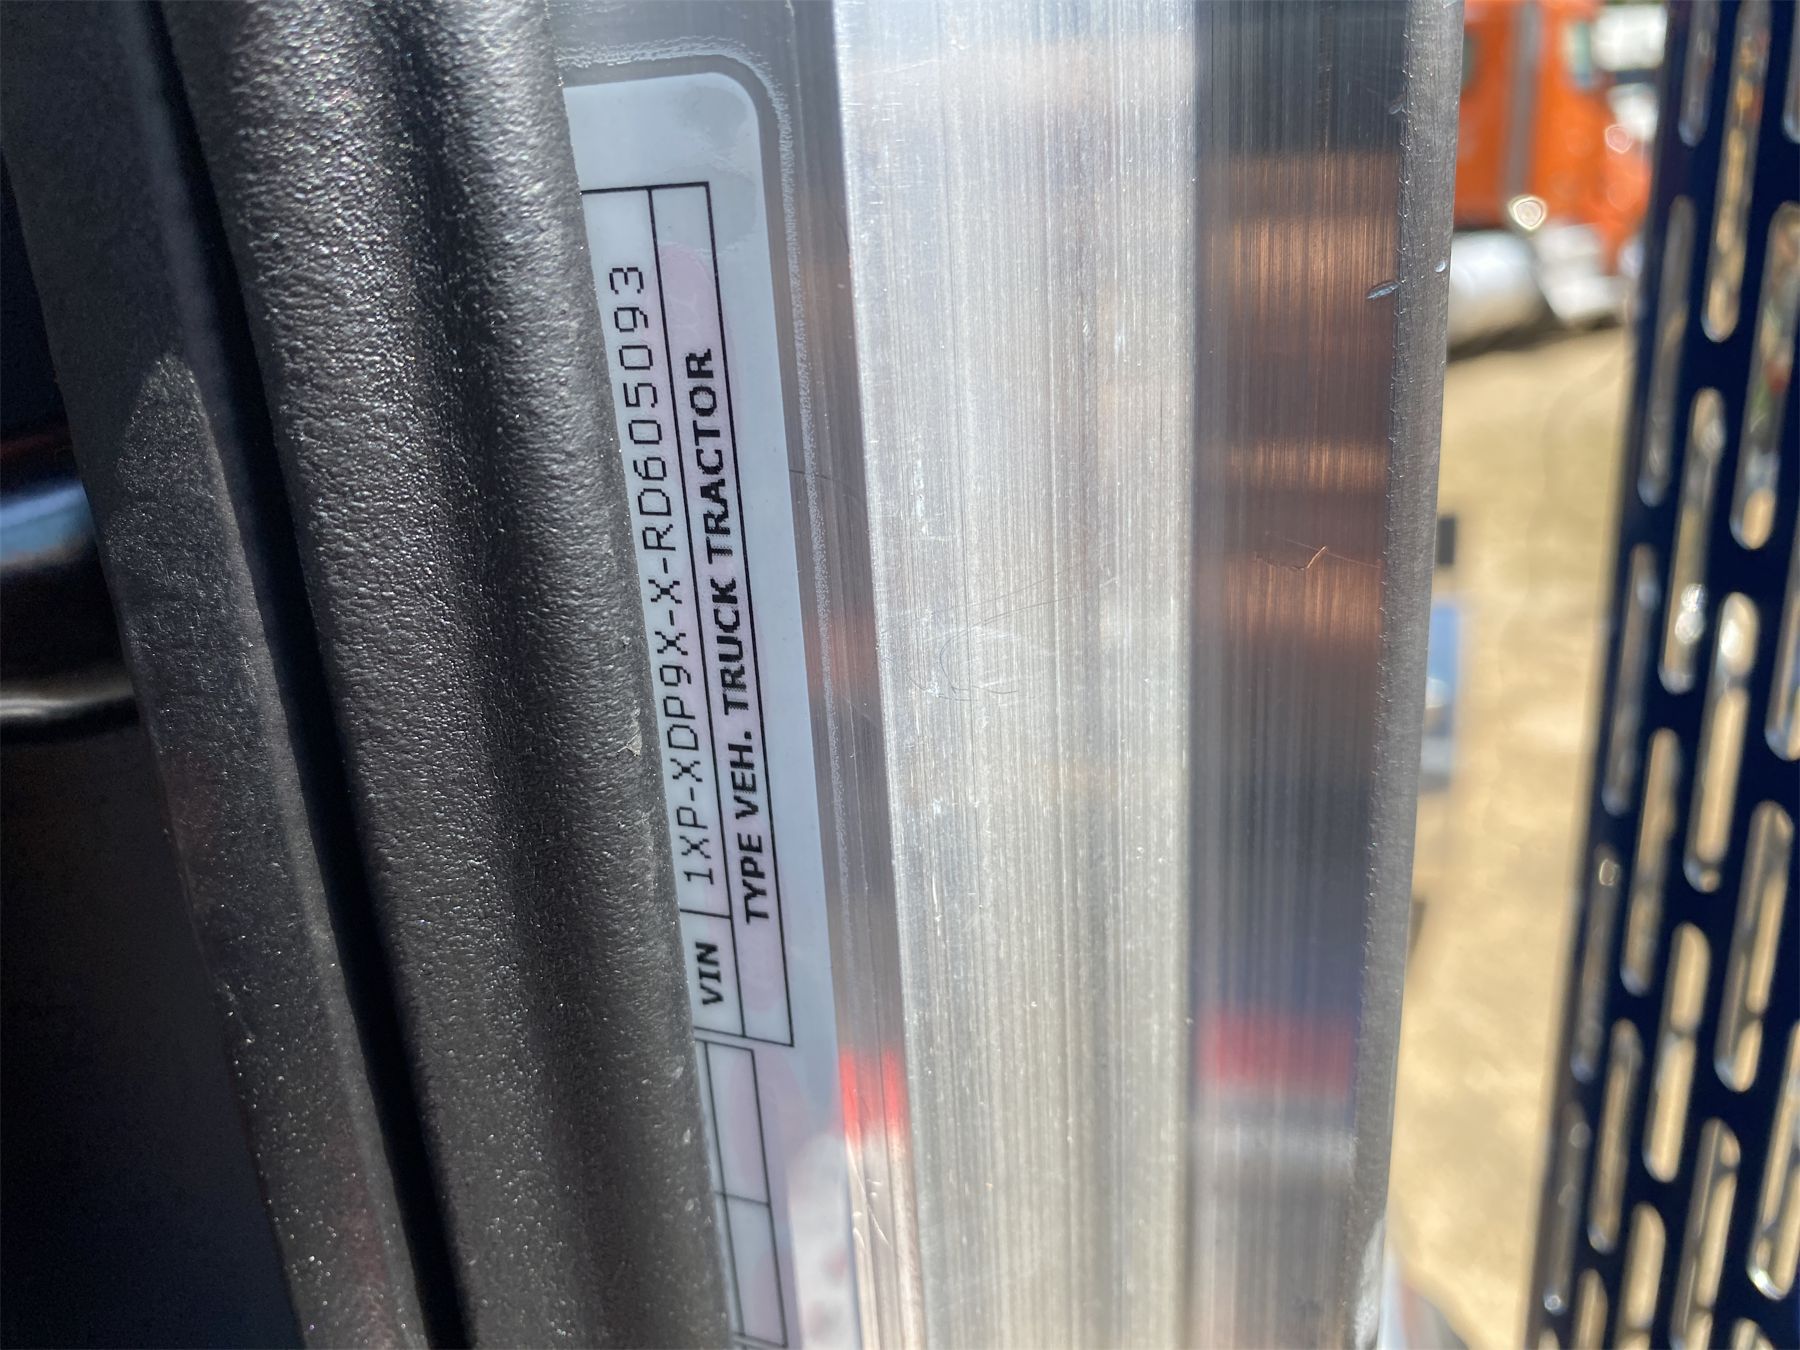 VIN 1XP-XDP9X-X-RD605093
TYPE VEH. TRUCK TRACTOR